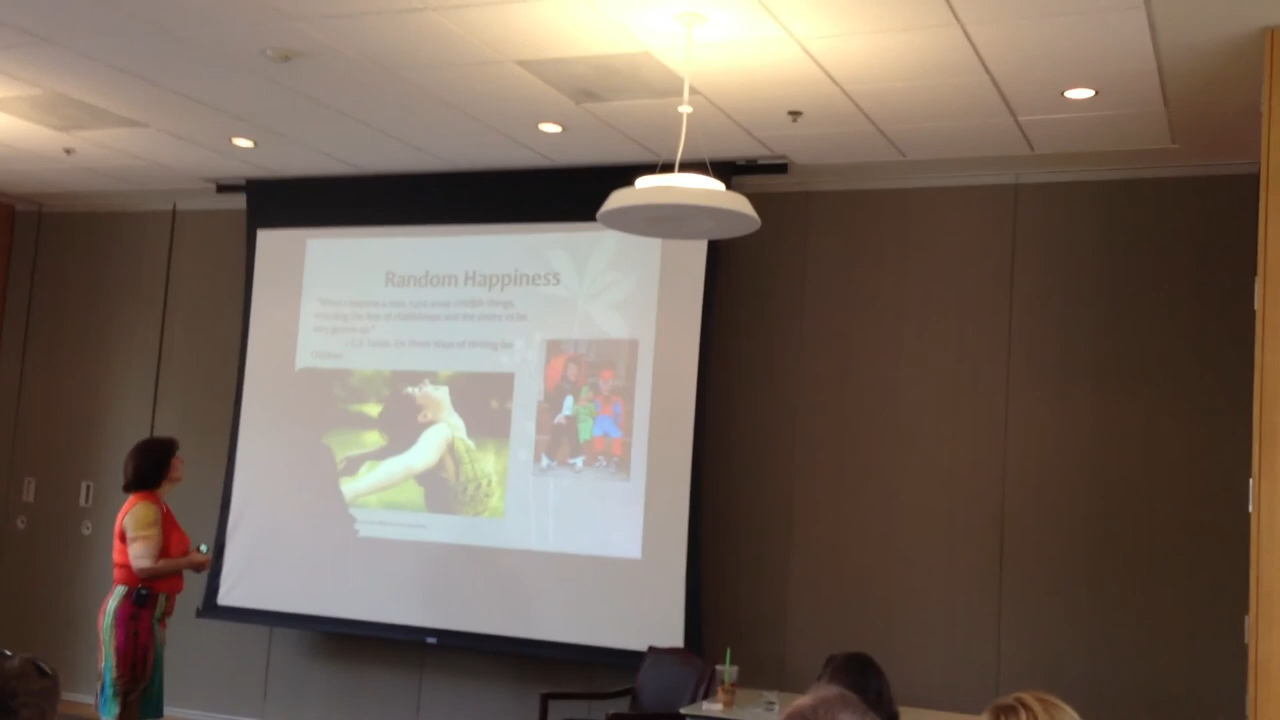 Random Happiness
"When I became a man, I put away childish things,
including the fear of childishness and the desire to be
very grown up."
C.S. Lewis, On Three Ways of Writing for
Children